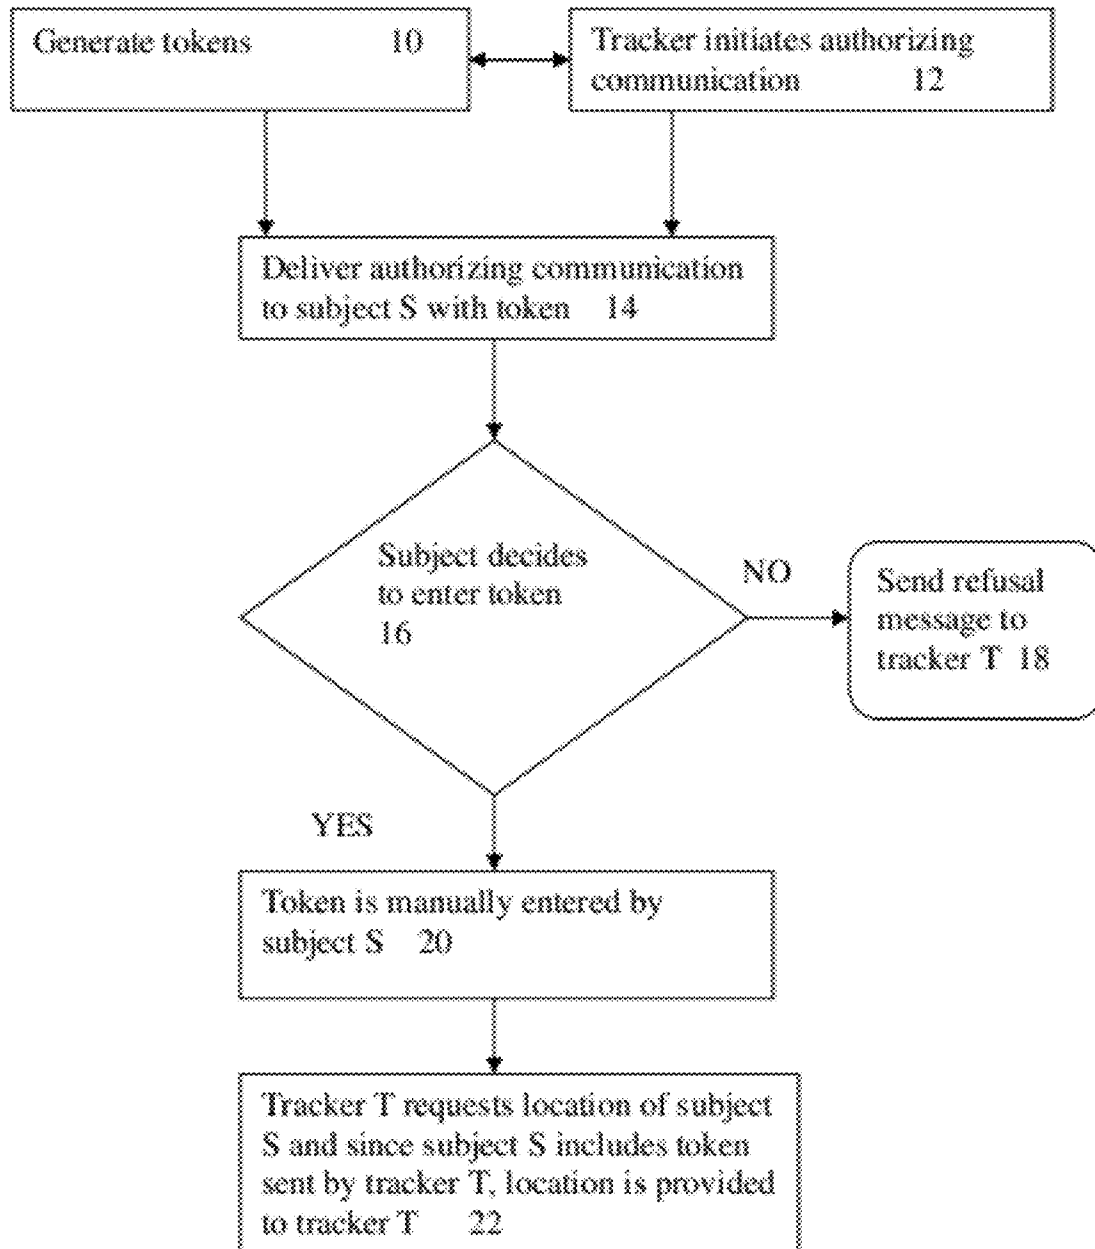 Generate tokens 10
Tracker initiates authorizing
communication 12
Deliver authorizing communication
to subject S with token 14
Subject decides
to enter token
16
NO
Send refusal
message to
tracker T 18
YES
Token is manually entered by
subject S 20
Tracker T requests location of subject
S and since subject S includes token
sent by tracker T, location is provided
to tracker T 22